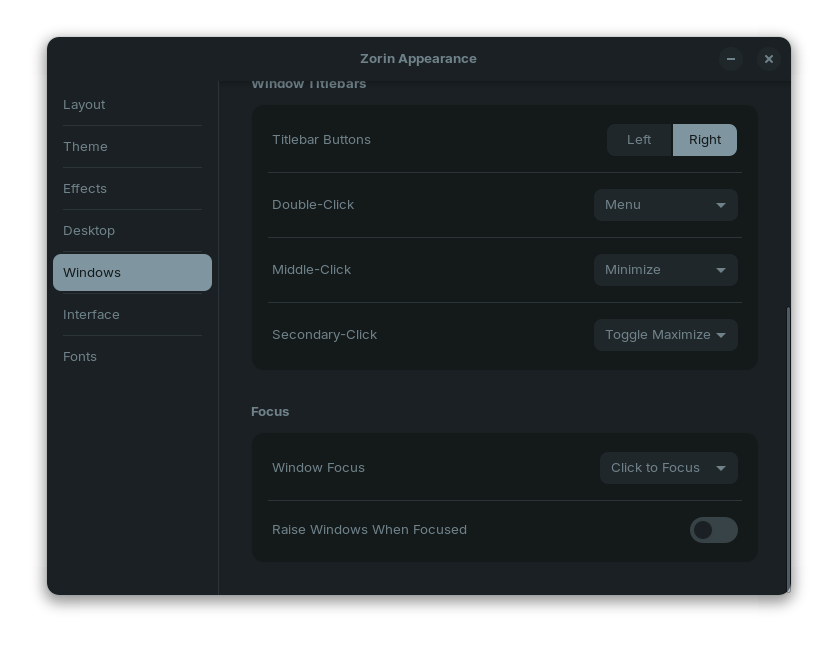 Zorin Appearance
Layout
Theme
Effects
Desktop
Windows
Interface
Fonts
Window Titlebars
Titlebar Buttons
Left
Right
Double-Click
Menu
Middle-Click
Minimize
Secondary-Click
Toggle Maximize
Focus
Window Focus
Click to Focus
Raise Windows When Focused